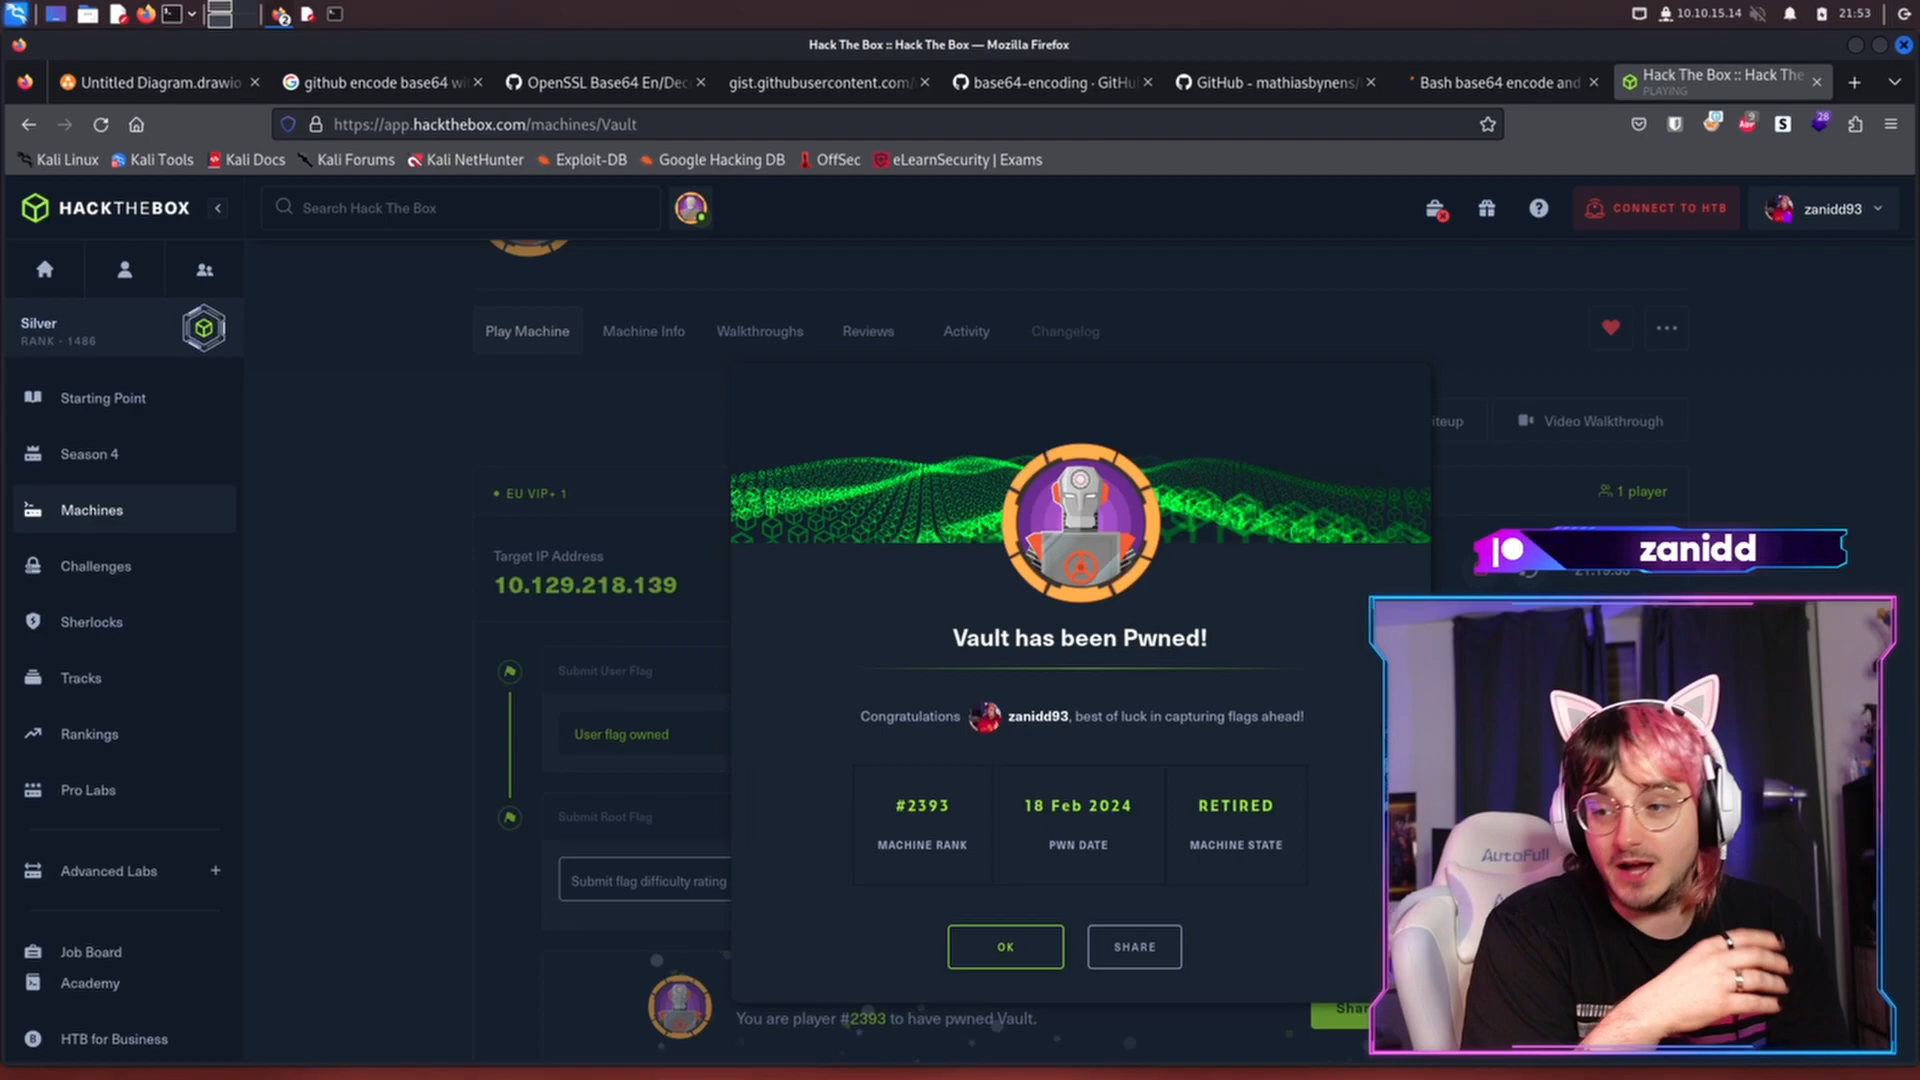 2
10.10.15.14
21:53
Hack The Box :: Hack The Box — Mozilla Firefox
Untitled Diagram.drawio
github encode base64 wi
OpenSSL Base64 En/Dec
gist.githubusercontent.com/
base64-encoding · GitHu
GitHub - mathiasbynens/
Bash base64 encode and
Hack The Box :: Hack The
PLAYING
https://app.hackthebox.com/machines/Vault
9
28
Kali Linux
Kali Tools
Kali Docs
Kali Forums
Kali NetHunter
Exploit-DB
Google Hacking DB
OffSec
eLearnSecurity | Exams
HACKTHEBOX
Search Hack The Box
CONNECT TO HTB
zanidd93
Silver
RANK - 1486
Play Machine
Machine Info
Walkthroughs
Reviews
Activity
Changelog
Starting Point
Season 4
Machines
Challenges
Sherlocks
Tracks
Rankings
Pro Labs
Advanced Labs
Job Board
Academy
HTB for Business
iteup
Video Walkthrough
EU VIP+ 1
1 player
Target IP Address
10.129.218.139
Submit User Flag
User flag owned
Submit Root Flag
Submit flag difficulty rating
Vault has been Pwned!
Congratulations zanidd93, best of luck in capturing flags ahead!
#2393
MACHINE RANK
18 Feb 2024
PWN DATE
RETIRED
MACHINE STATE
OK
SHARE
You are player #2393 to have pwned Vault.
Shar
zanidd
AutoFull